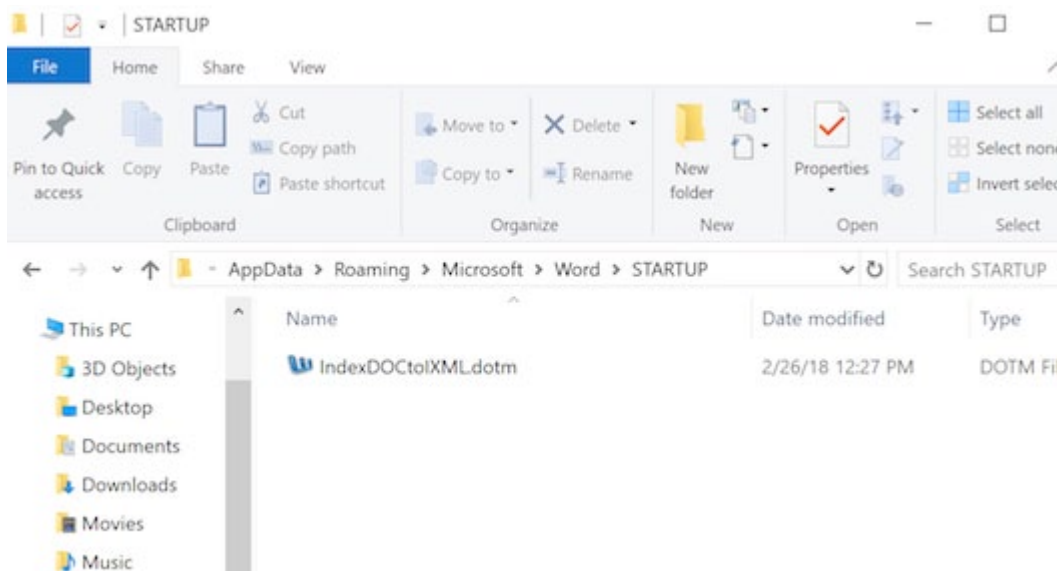 STARTUP
File Home Share View
Pin to Quick access
Copy
Paste
Cut
Copy path
Paste shortcut
Clipboard
Move to
Copy to
Delete
Rename
Organize
New folder
New
Properties
Open
Select all
Select none
Invert selec
Select
AppData > Roaming > Microsoft > Word > STARTUP
Search STARTUP
Name Date modified Type
IndexDOCtoIXML.dotm 2/26/18 12:27 PM DOTM Fi
This PC
3D Objects
Desktop
Documents
Downloads
Movies
Music